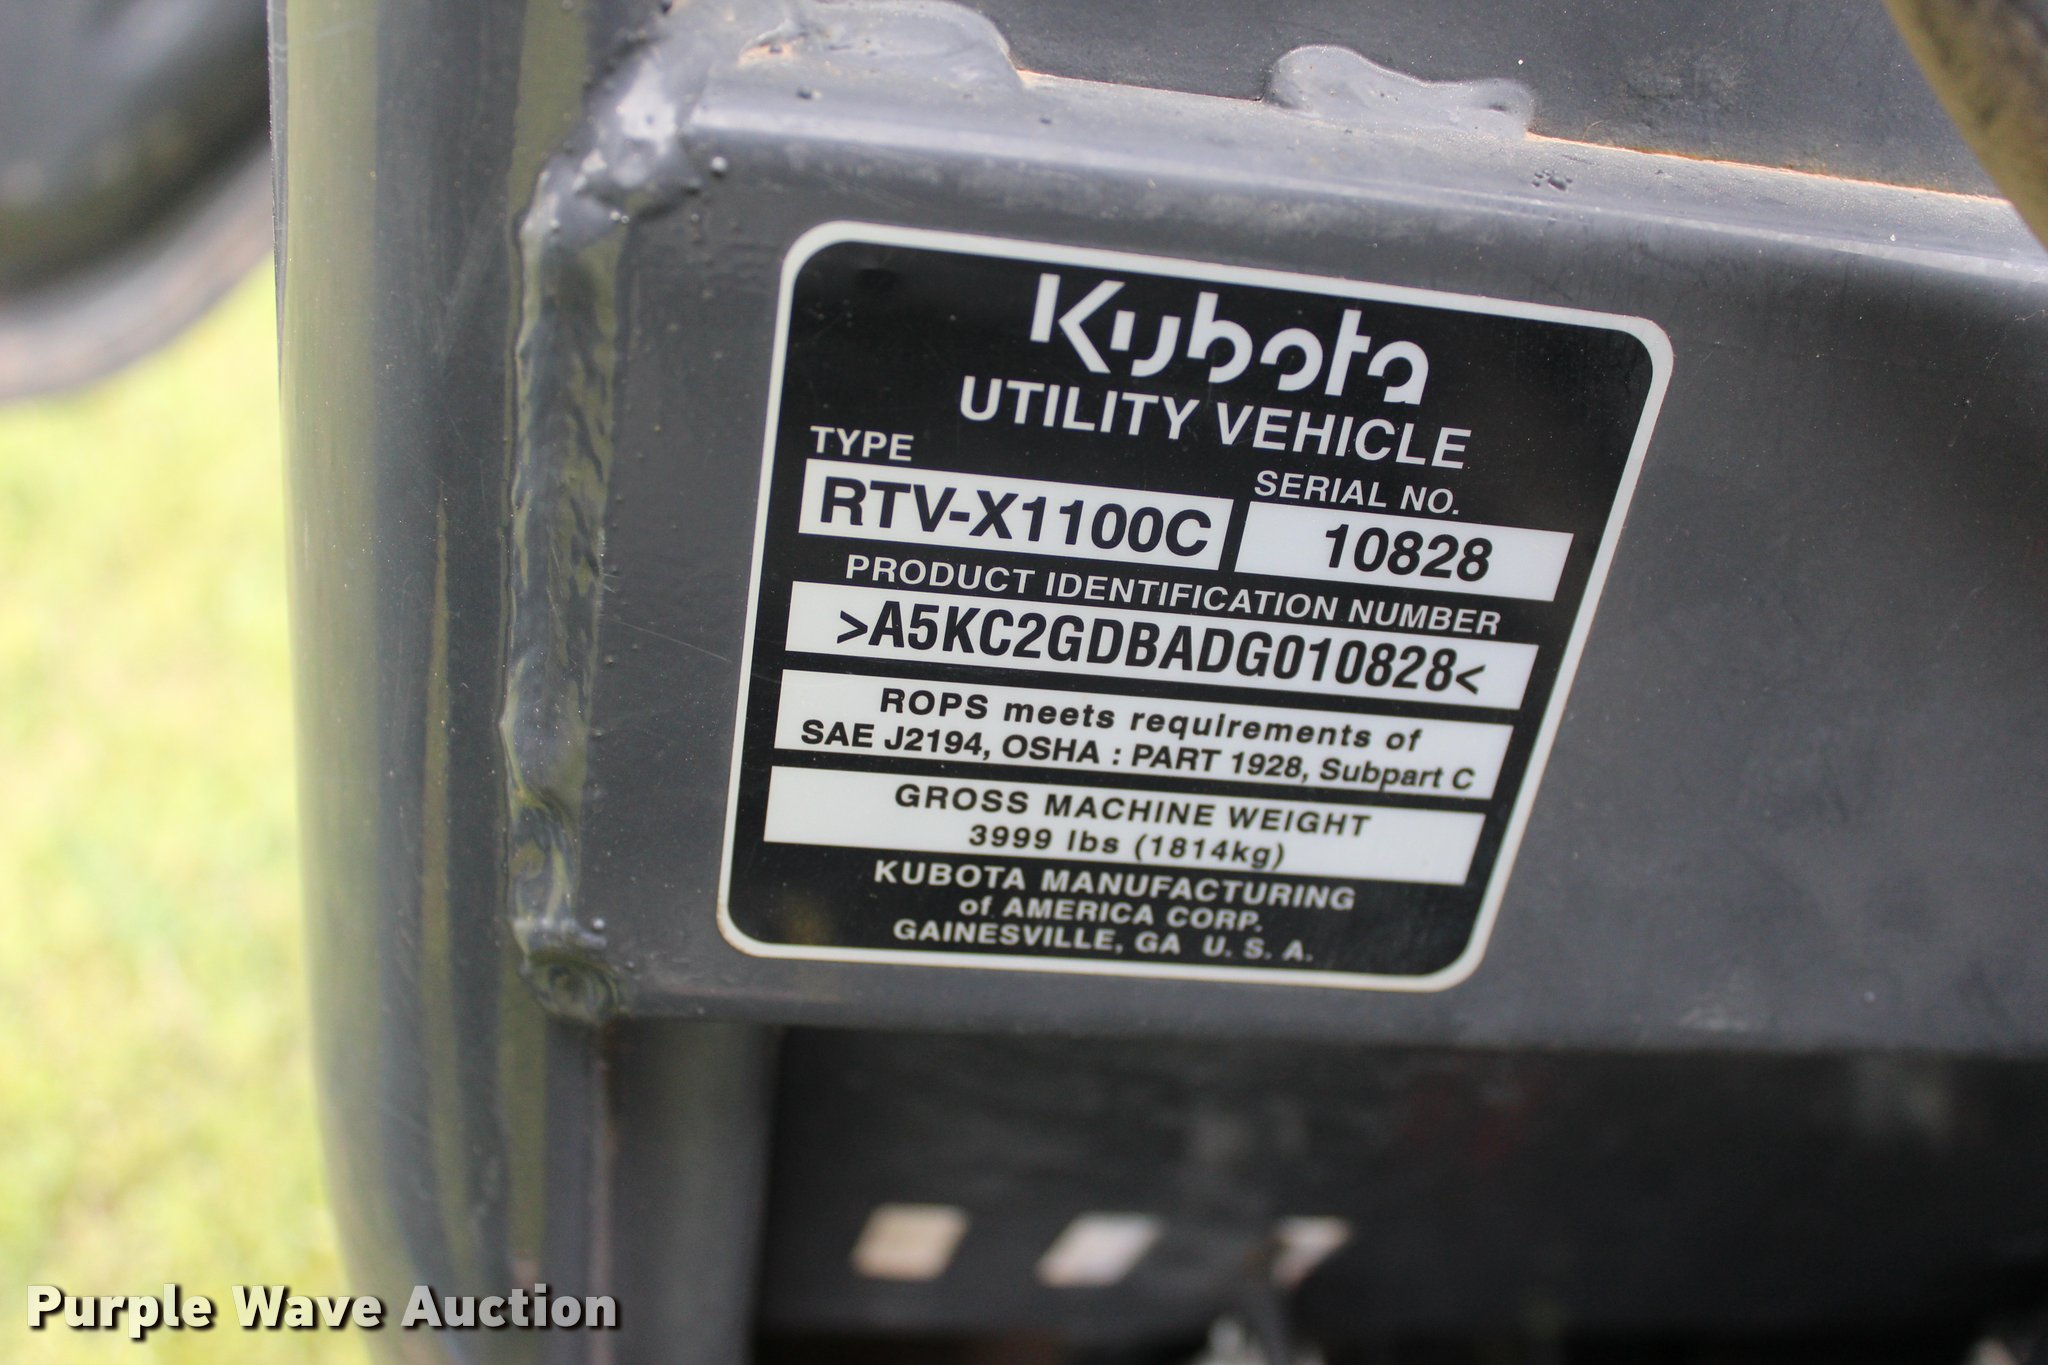 Kubota
UTILITY VEHICLE
TYPE
SERIAL NO.
RTV-X1100C
10828
PRODUCT IDENTIFICATION NUMBER
>A5KC2GDBADG010828<
ROPS meets requirements of
SAE J2194, OSHA : PART 1928, Subpart C
GROSS MACHINE WEIGHT
3999 lbs (1814kg)
KUBOTA MANUFACTURING
of AMERICA CORP.
GAINESVILLE, GA U. S. A.
Purple Wave Auction